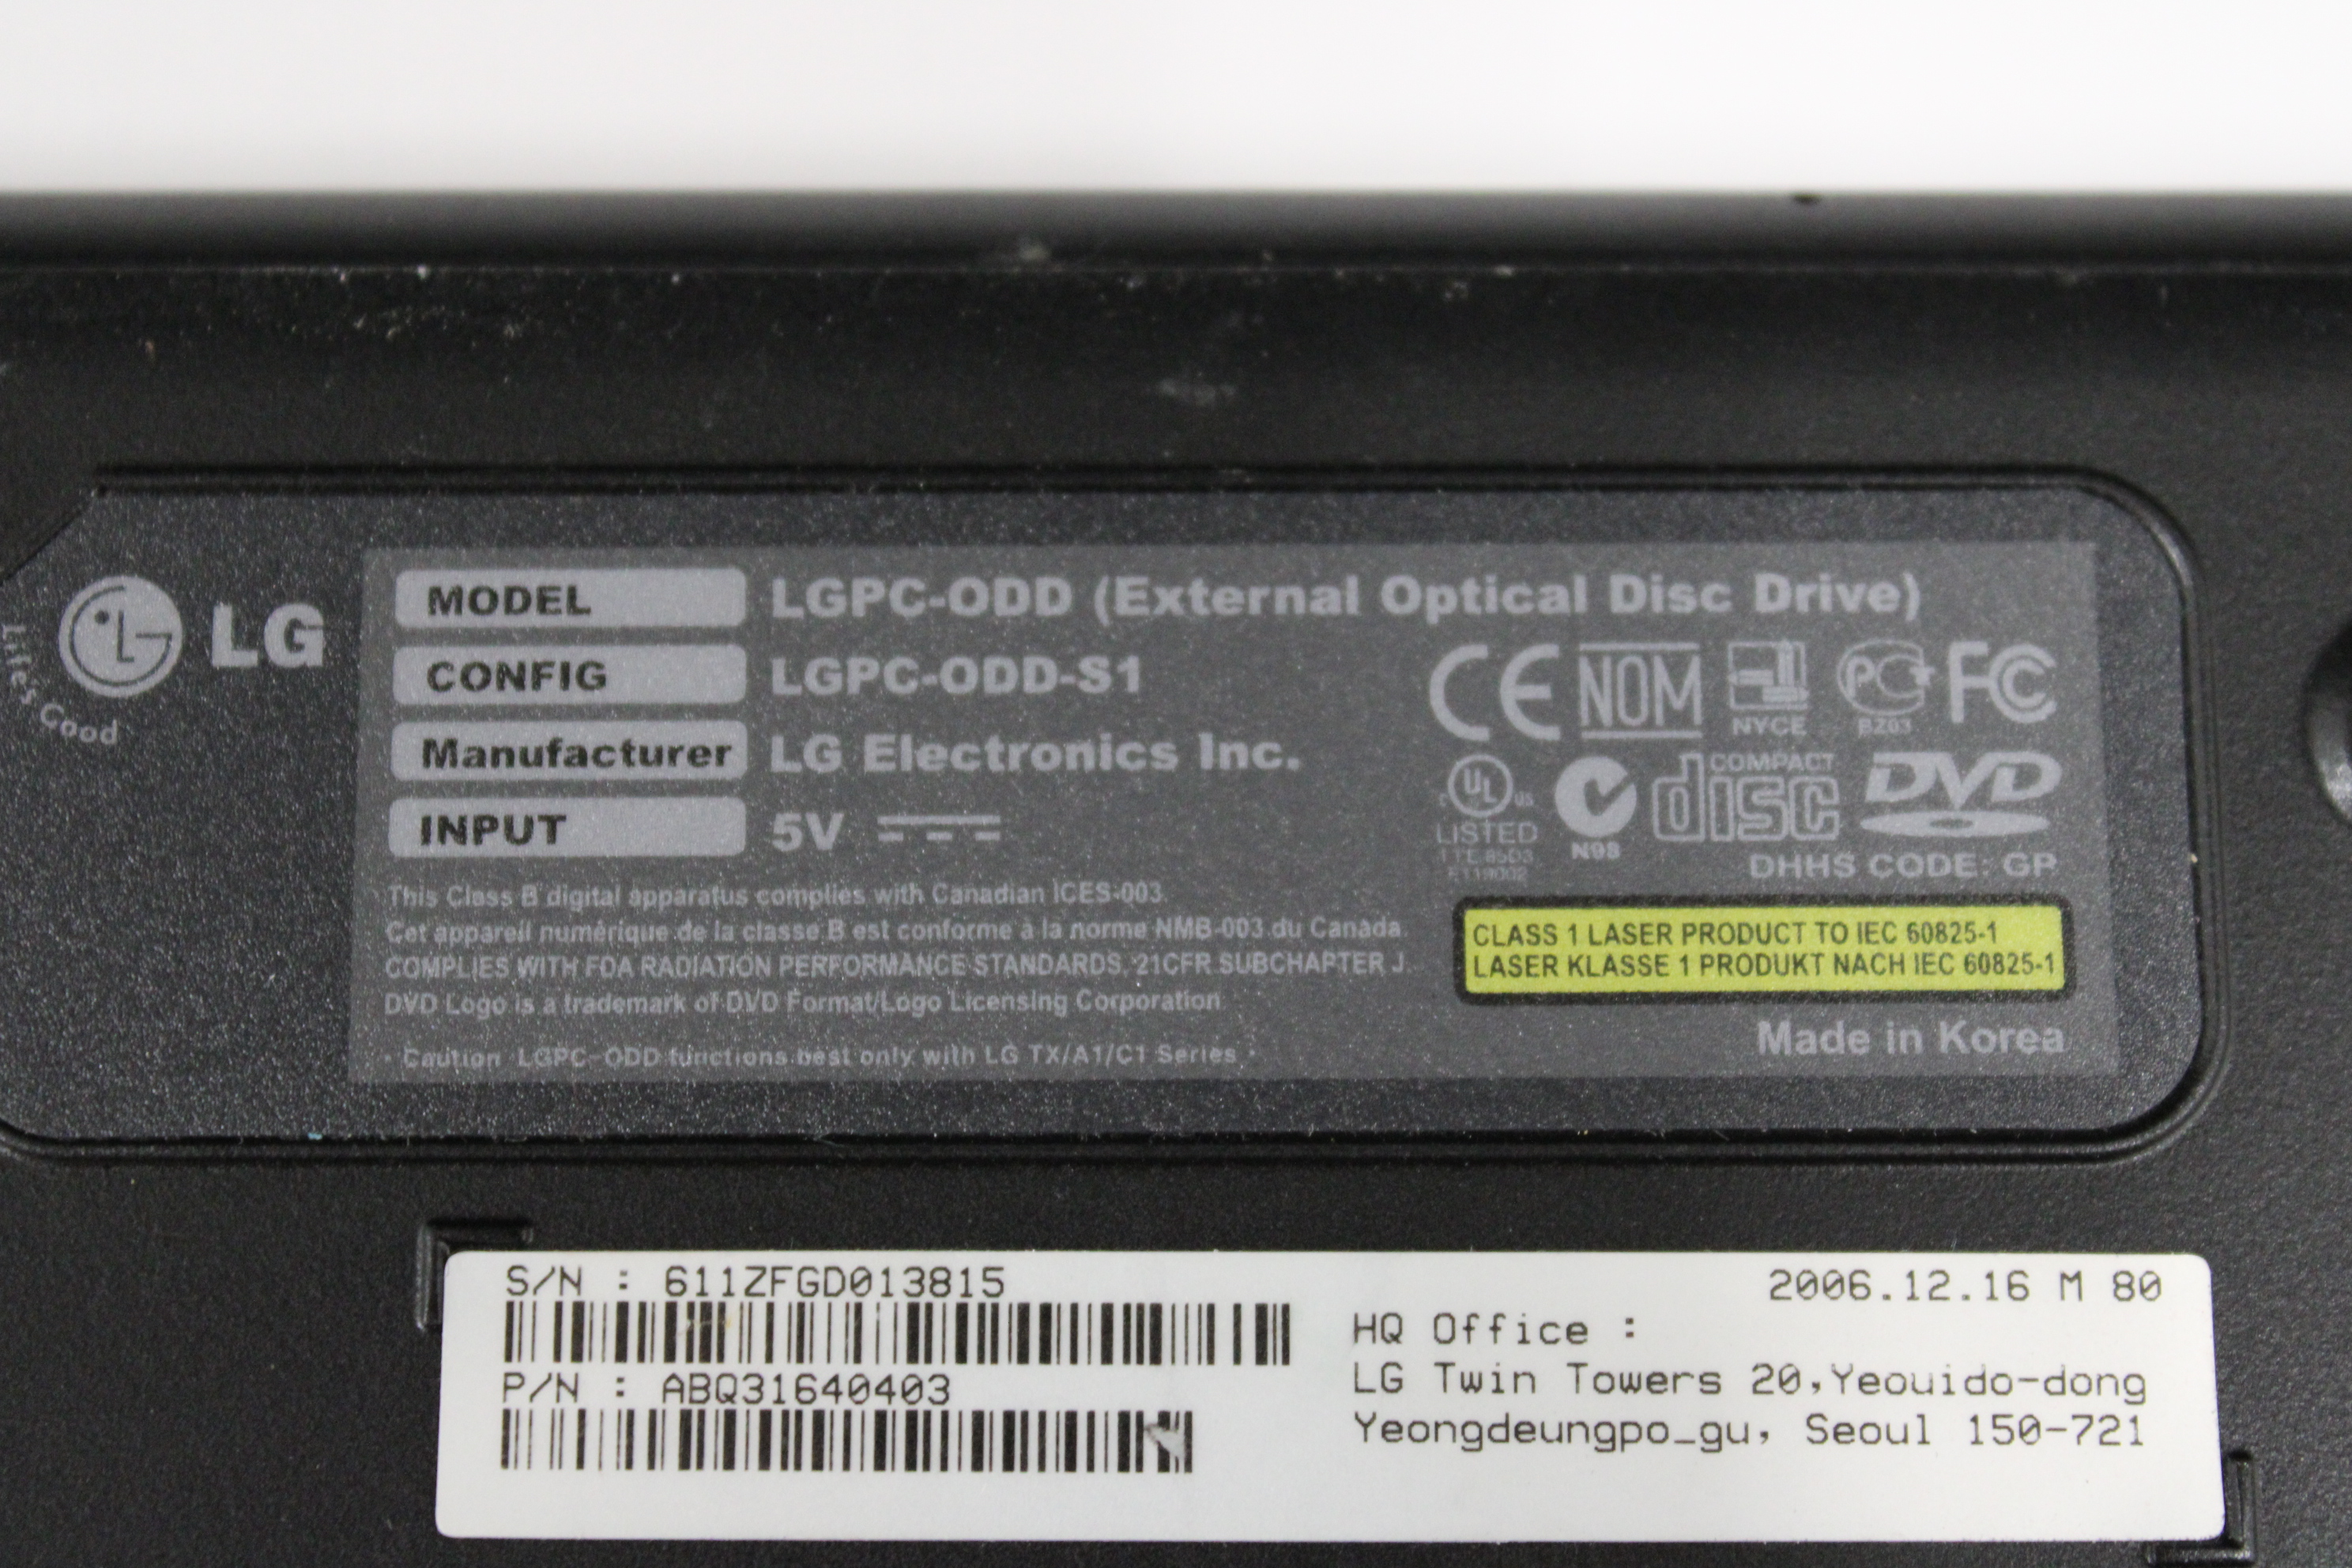 LG
Life's Good
MODEL LGPC-ODD (External Optical Disc Drive)
CONFIG LGPC-ODD-S1
Manufacturer LG Electronics Inc.
INPUT 5V
CE NOM NYCE PCT BZ03 FC
c UL us LISTED N98 COMPACT disc DVD
I.T.E. 85D3
E119002
DHHS CODE: GP
This Class B digital apparatus complies with Canadian ICES-003.
Cet appareil numérique de la classe B est conforme à la norme NMB-003 du Canada.
COMPLIES WITH FDA RADIATION PERFORMANCE STANDARDS, 21CFR SUBCHAPTER J.
DVD Logo is a trademark of DVD Format/Logo Licensing Corporation
· Caution LGPC-ODD functions best only with LG TX/A1/C1 Series ·
CLASS 1 LASER PRODUCT TO IEC 60825-1
LASER KLASSE 1 PRODUKT NACH IEC 60825-1
Made in Korea
S/N : 611ZFGD013815
P/N : ABQ31640403
2006.12.16 M 80
HQ Office :
LG Twin Towers 20,Yeouido-dong
Yeongdeungpo_gu, Seoul 150-721